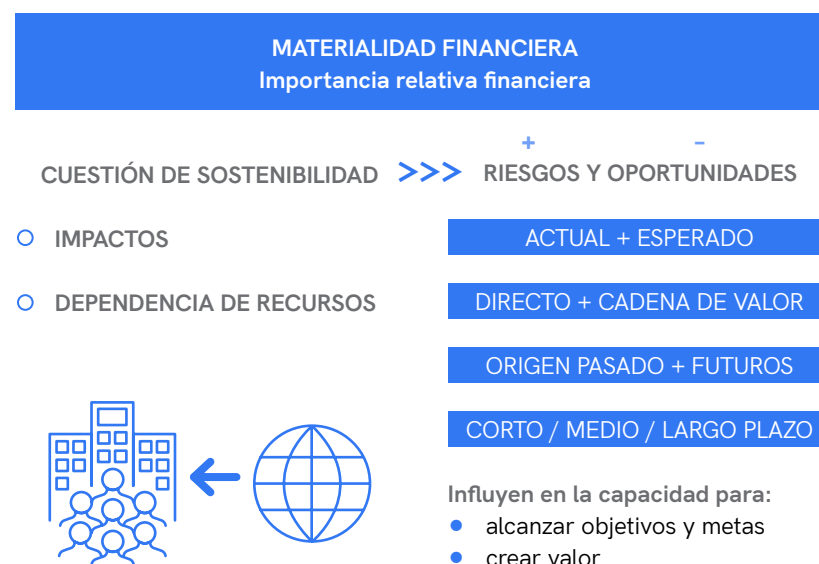 MATERIALIDAD FINANCIERA
Importancia relativa financiera
+ –
CUESTIÓN DE SOSTENIBILIDAD >>> RIESGOS Y OPORTUNIDADES
IMPACTOS
DEPENDENCIA DE RECURSOS
ACTUAL + ESPERADO
DIRECTO + CADENA DE VALOR
ORIGEN PASADO + FUTUROS
CORTO / MEDIO / LARGO PLAZO
Influyen en la capacidad para:
• alcanzar objetivos y metas
• crear valor